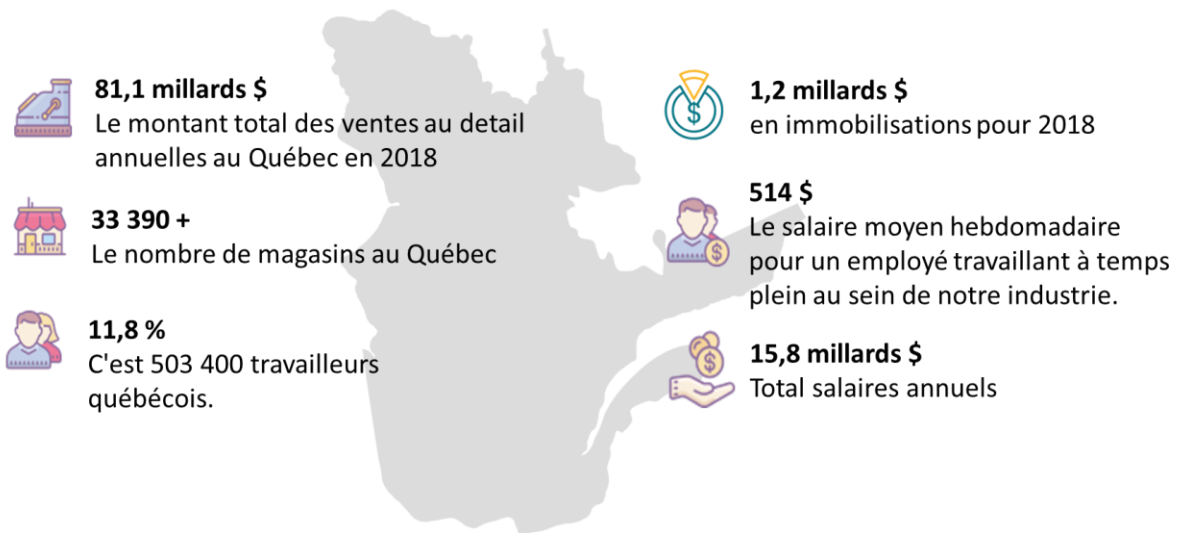 81,1 millards $
Le montant total des ventes au detail
annuelles au Québec en 2018
33 390 +
Le nombre de magasins au Québec
11,8 %
C'est 503 400 travailleurs
québécois.
1,2 millards $
en immobilisations pour 2018
514 $
Le salaire moyen hebdomadaire
pour un employé travaillant à temps
plein au sein de notre industrie.
15,8 millards $
Total salaires annuels